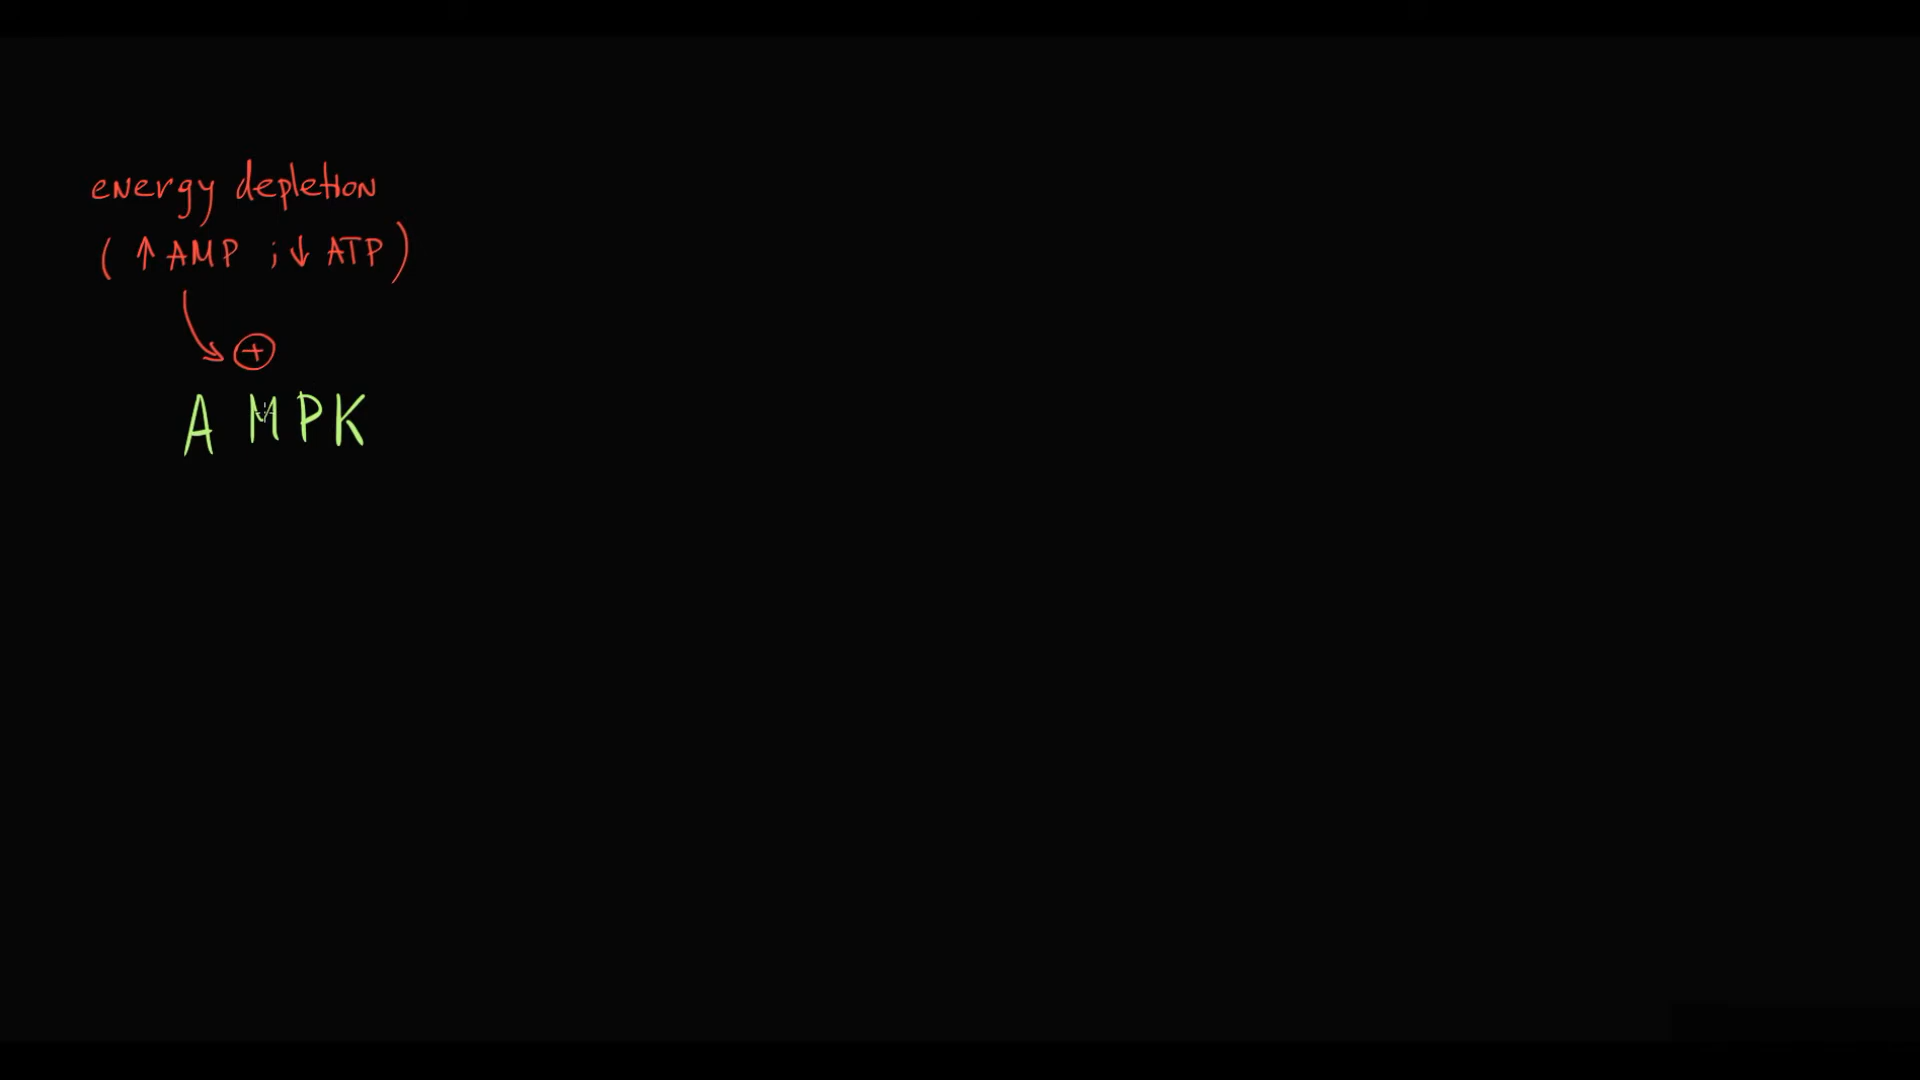 energy depletion
( ↑ AMP ; ↓ ATP )
⊕
AMPK